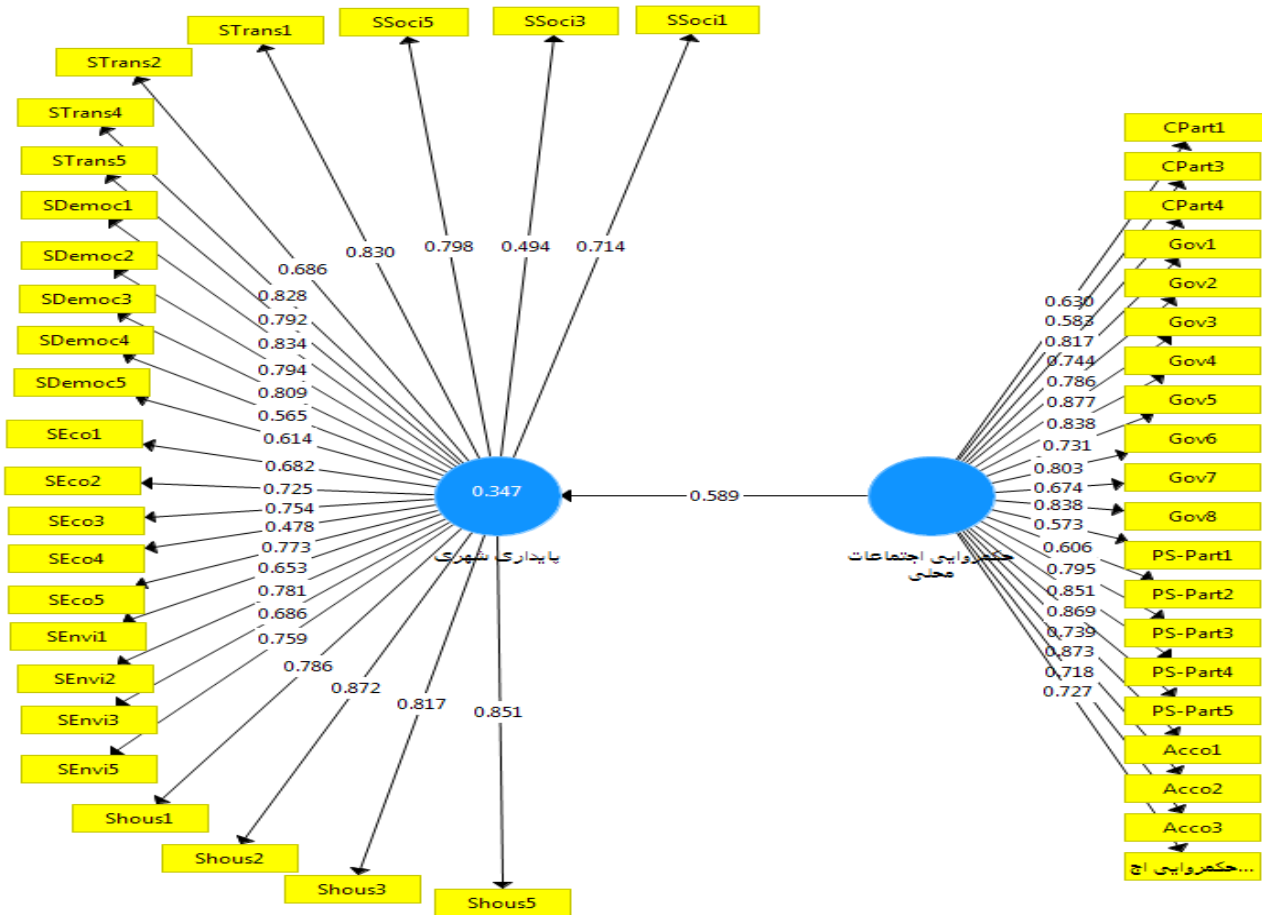 STrans1
SSoci5
SSoci3
SSoci1
STrans2
STrans4
STrans5
SDemoc1
SDemoc2
SDemoc3
SDemoc4
SDemoc5
SEco1
SEco2
SEco3
SEco4
SEco5
SEnvi1
SEnvi2
SEnvi3
SEnvi5
Shous1
Shous2
Shous3
Shous5
0.830
0.798
0.494
0.714
0.686
0.828
0.792
0.834
0.794
0.809
0.565
0.614
0.682
0.725
0.754
0.478
0.773
0.653
0.781
0.686
0.759
0.786
0.872
0.817
0.851
0.347
پایداری شهری
0.589
حکمروایی اجتماعات
محلی
0.630
0.583
0.817
0.744
0.786
0.877
0.838
0.731
0.803
0.674
0.838
0.573
0.606
0.795
0.851
0.869
0.739
0.873
0.718
0.727
CPart1
CPart3
CPart4
Gov1
Gov2
Gov3
Gov4
Gov5
Gov6
Gov7
Gov8
PS-Part1
PS-Part2
PS-Part3
PS-Part4
PS-Part5
Acco1
Acco2
Acco3
حکمروایی اج...